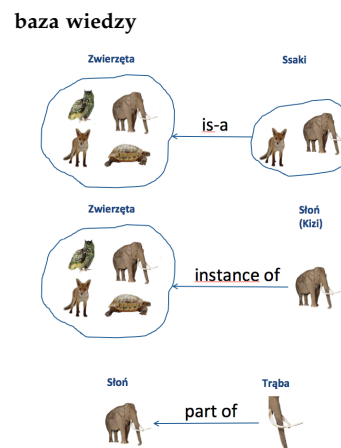 baza wiedzy
Zwierzęta
Ssaki
is-a
Zwierzęta
Słoń
(Kizi)
instance of
Słoń
Trąba
part of